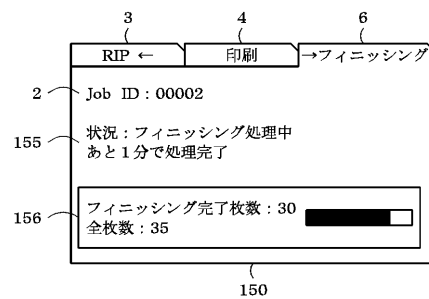 3 4 6
RIP ← 印刷 →フィニッシング
2 Job ID：00002
155 状況：フィニッシング処理中
あと1分で処理完了
156 フィニッシング完了枚数：30
全枚数：35
150